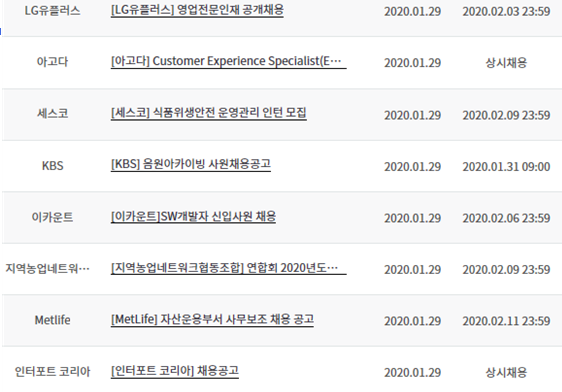 LG유플러스 [LG유플러스] 영업전문인재 공개채용 2020.01.29 2020.02.03 23:59
아고다 [아고다] Customer Experience Specialist(E··· 2020.01.29 상시채용
세스코 [세스코] 식품위생안전 운영관리 인턴 모집 2020.01.29 2020.02.09 23:59
KBS [KBS] 음원아카이빙 사원채용공고 2020.01.29 2020.01.31 09:00
이카운트 [이카운트]SW개발자 신입사원 채용 2020.01.29 2020.02.06 23:59
지역농업네트워··· [지역농업네트워크협동조합] 연합회 2020년도··· 2020.01.29 2020.02.09 23:59
Metlife [MetLife] 자산운용부서 사무보조 채용 공고 2020.01.29 2020.02.11 23:59
인터포트 코리아 [인터포트 코리아] 채용공고 2020.01.29 상시채용